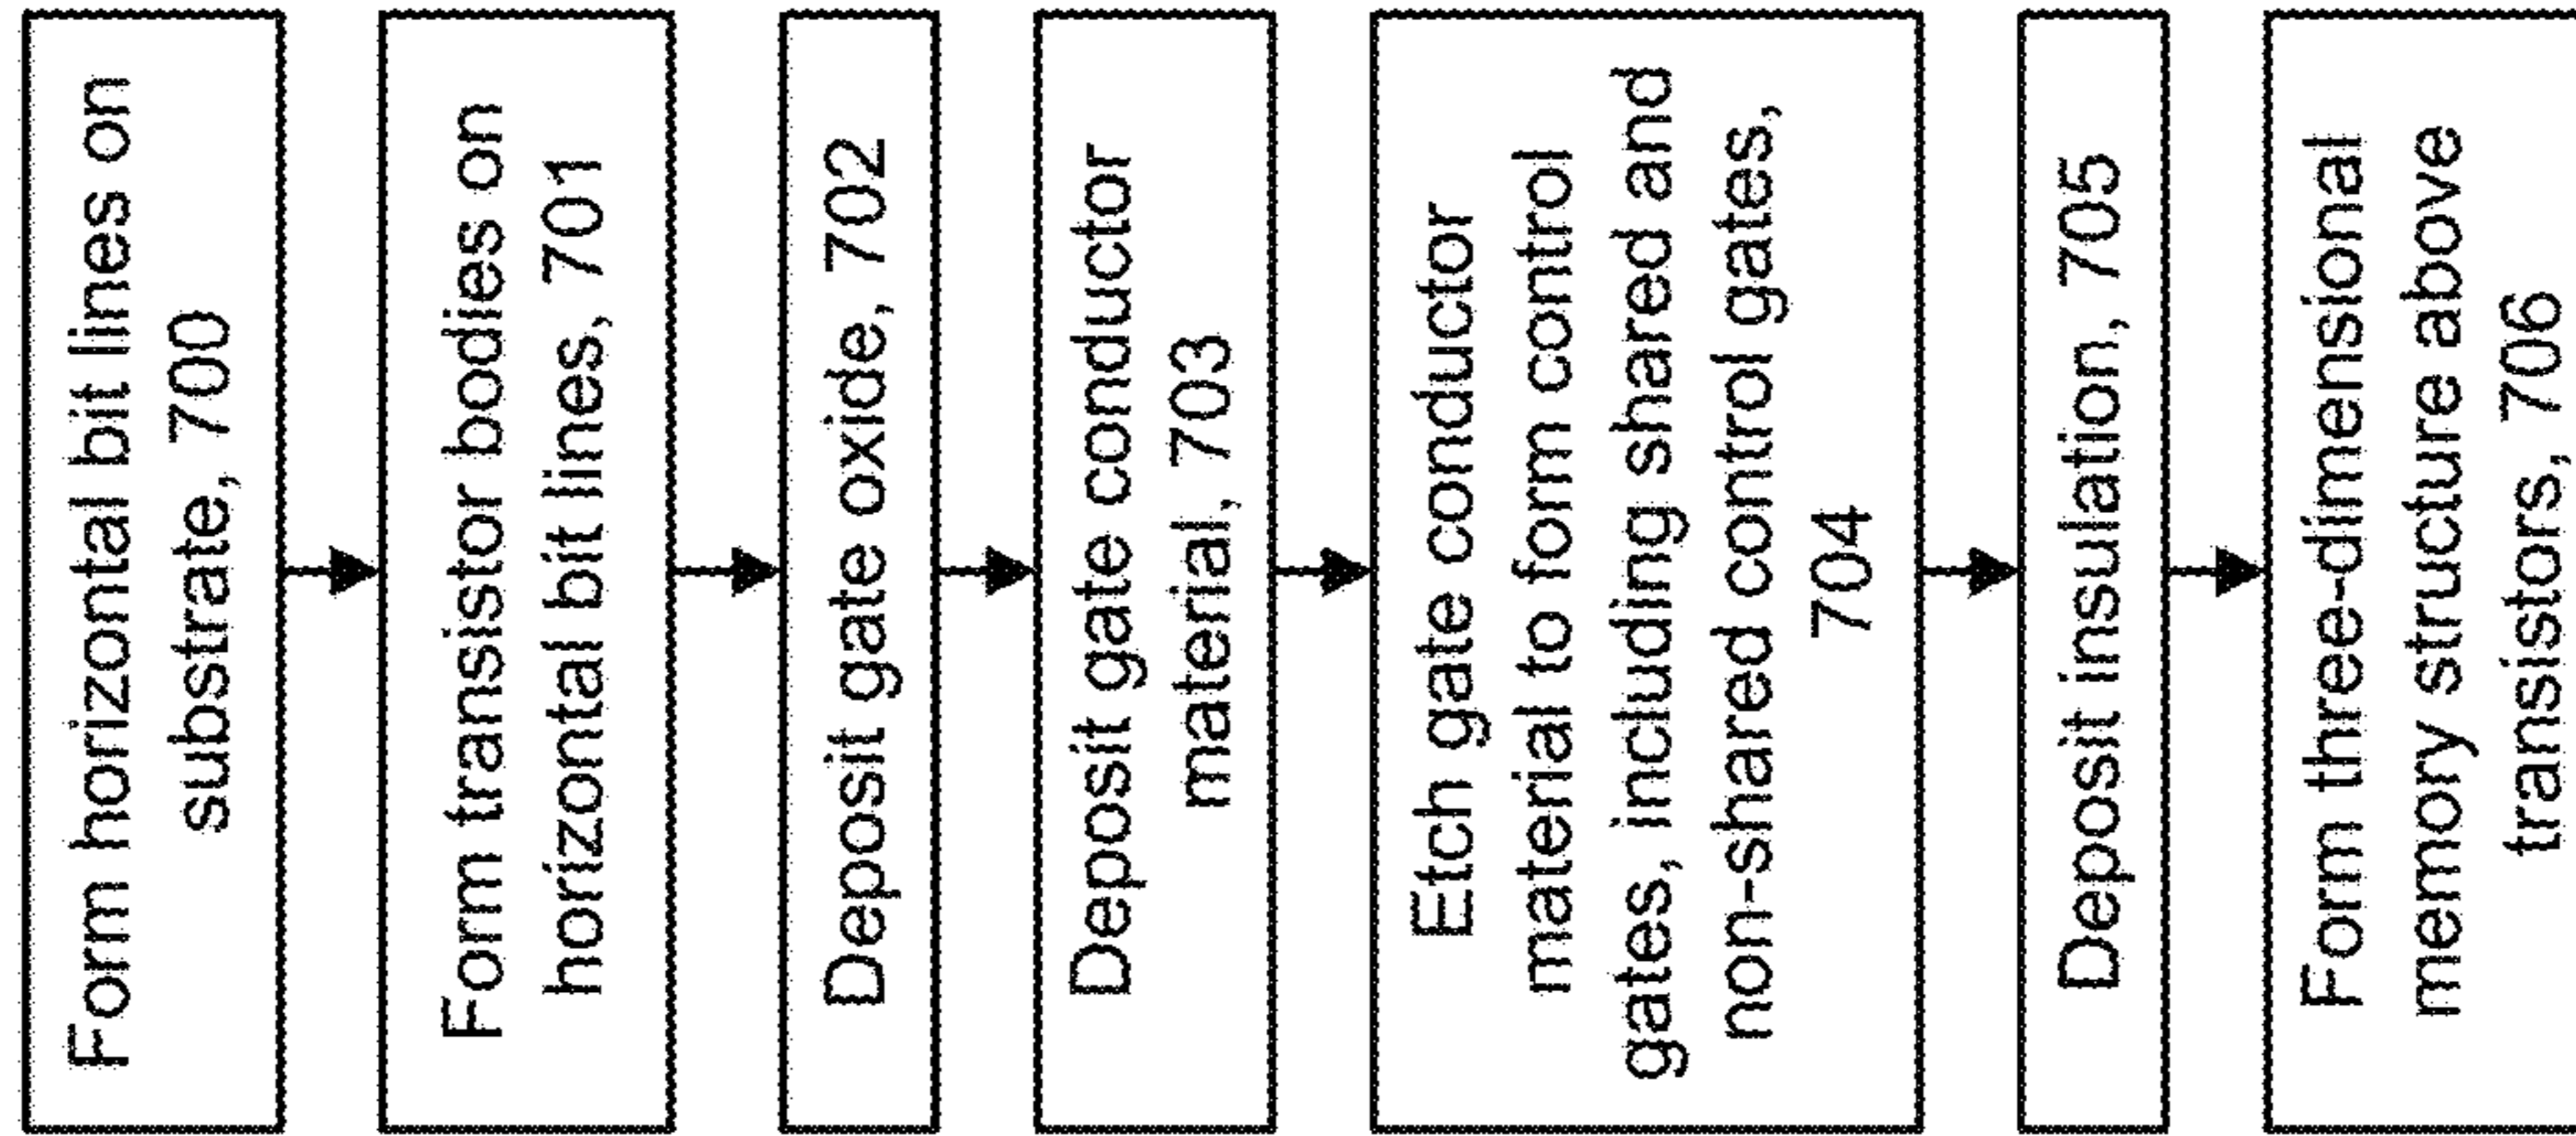 Form horizontal bit lines on
substrate, 700
Form transistor bodies on
horizontal bit lines, 701
Deposit gate oxide, 702
Deposit gate conductor
material, 703
Etch gate conductor
material to form control
gates, including shared and
non-shared control gates,
704
Deposit insulation, 705
Form three-dimensional
memory structure above
transistors, 706